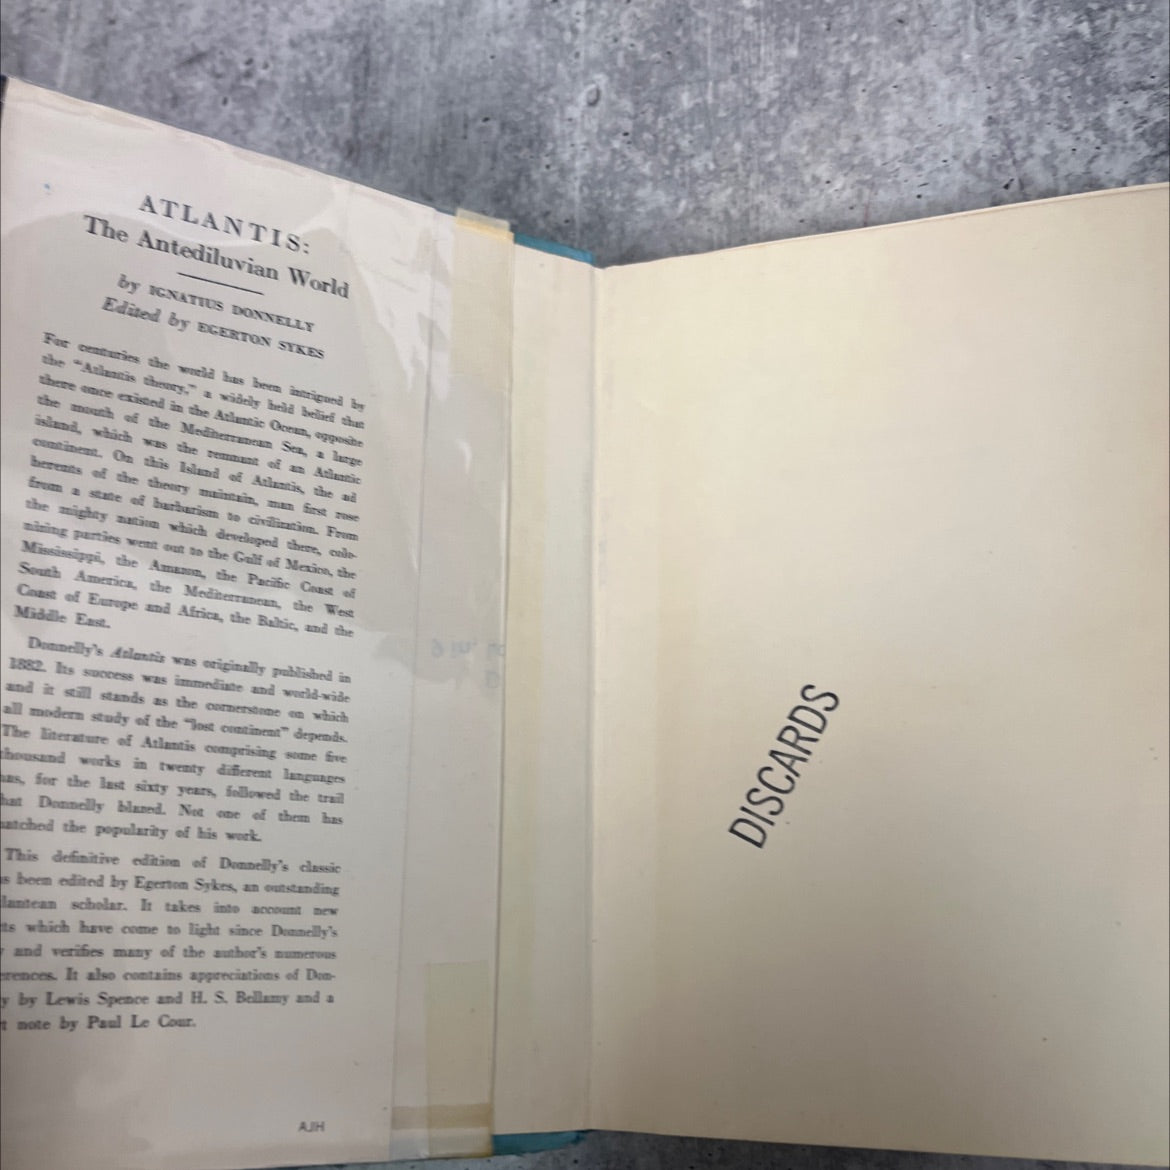 ATLANTIS:
The Antediluvian World
by IGNATIUS DONNELLY
Edited by EGERTON SYKES
For centuries the world has been intrigued by
the "Atlantis theory," a widely held belief that
there once existed in the Atlantic Ocean, opposite
the mouth of the Mediterranean Sea, a large
island, which was the remnant of an Atlantic
continent. On this Island of Atlantis, the ad
herents of the theory maintain, man first rose
from a state of barbarism to civilization. From
the mighty nation which developed there, colo-
nizing parties went out to the Gulf of Mexico, the
Mississippi, the Amazon, the Pacific Coast of
South America, the Mediterranean, the West
Coast of Europe and Africa, the Baltic, and the
Middle East.
Donnelly's Atlantis was originally published in
1882. Its success was immediate and world-wide
and it still stands as the cornerstone on which
all modern study of the "lost continent" depends.
The literature of Atlantis comprising some five
thousand works in twenty different languages
has, for the last sixty years, followed the trail
hat Donnelly blazed. Not one of them has
atched the popularity of his work.
This definitive edition of Donnelly's classic
s been edited by Egerton Sykes, an outstanding
lantean scholar. It takes into account new
ts which have come to light since Donnelly's
and verifies many of the author's numerous
erences. It also contains appreciations of Don-
y by Lewis Spence and H. S. Bellamy and a
t note by Paul Le Cour.
AJH
DISCARDS